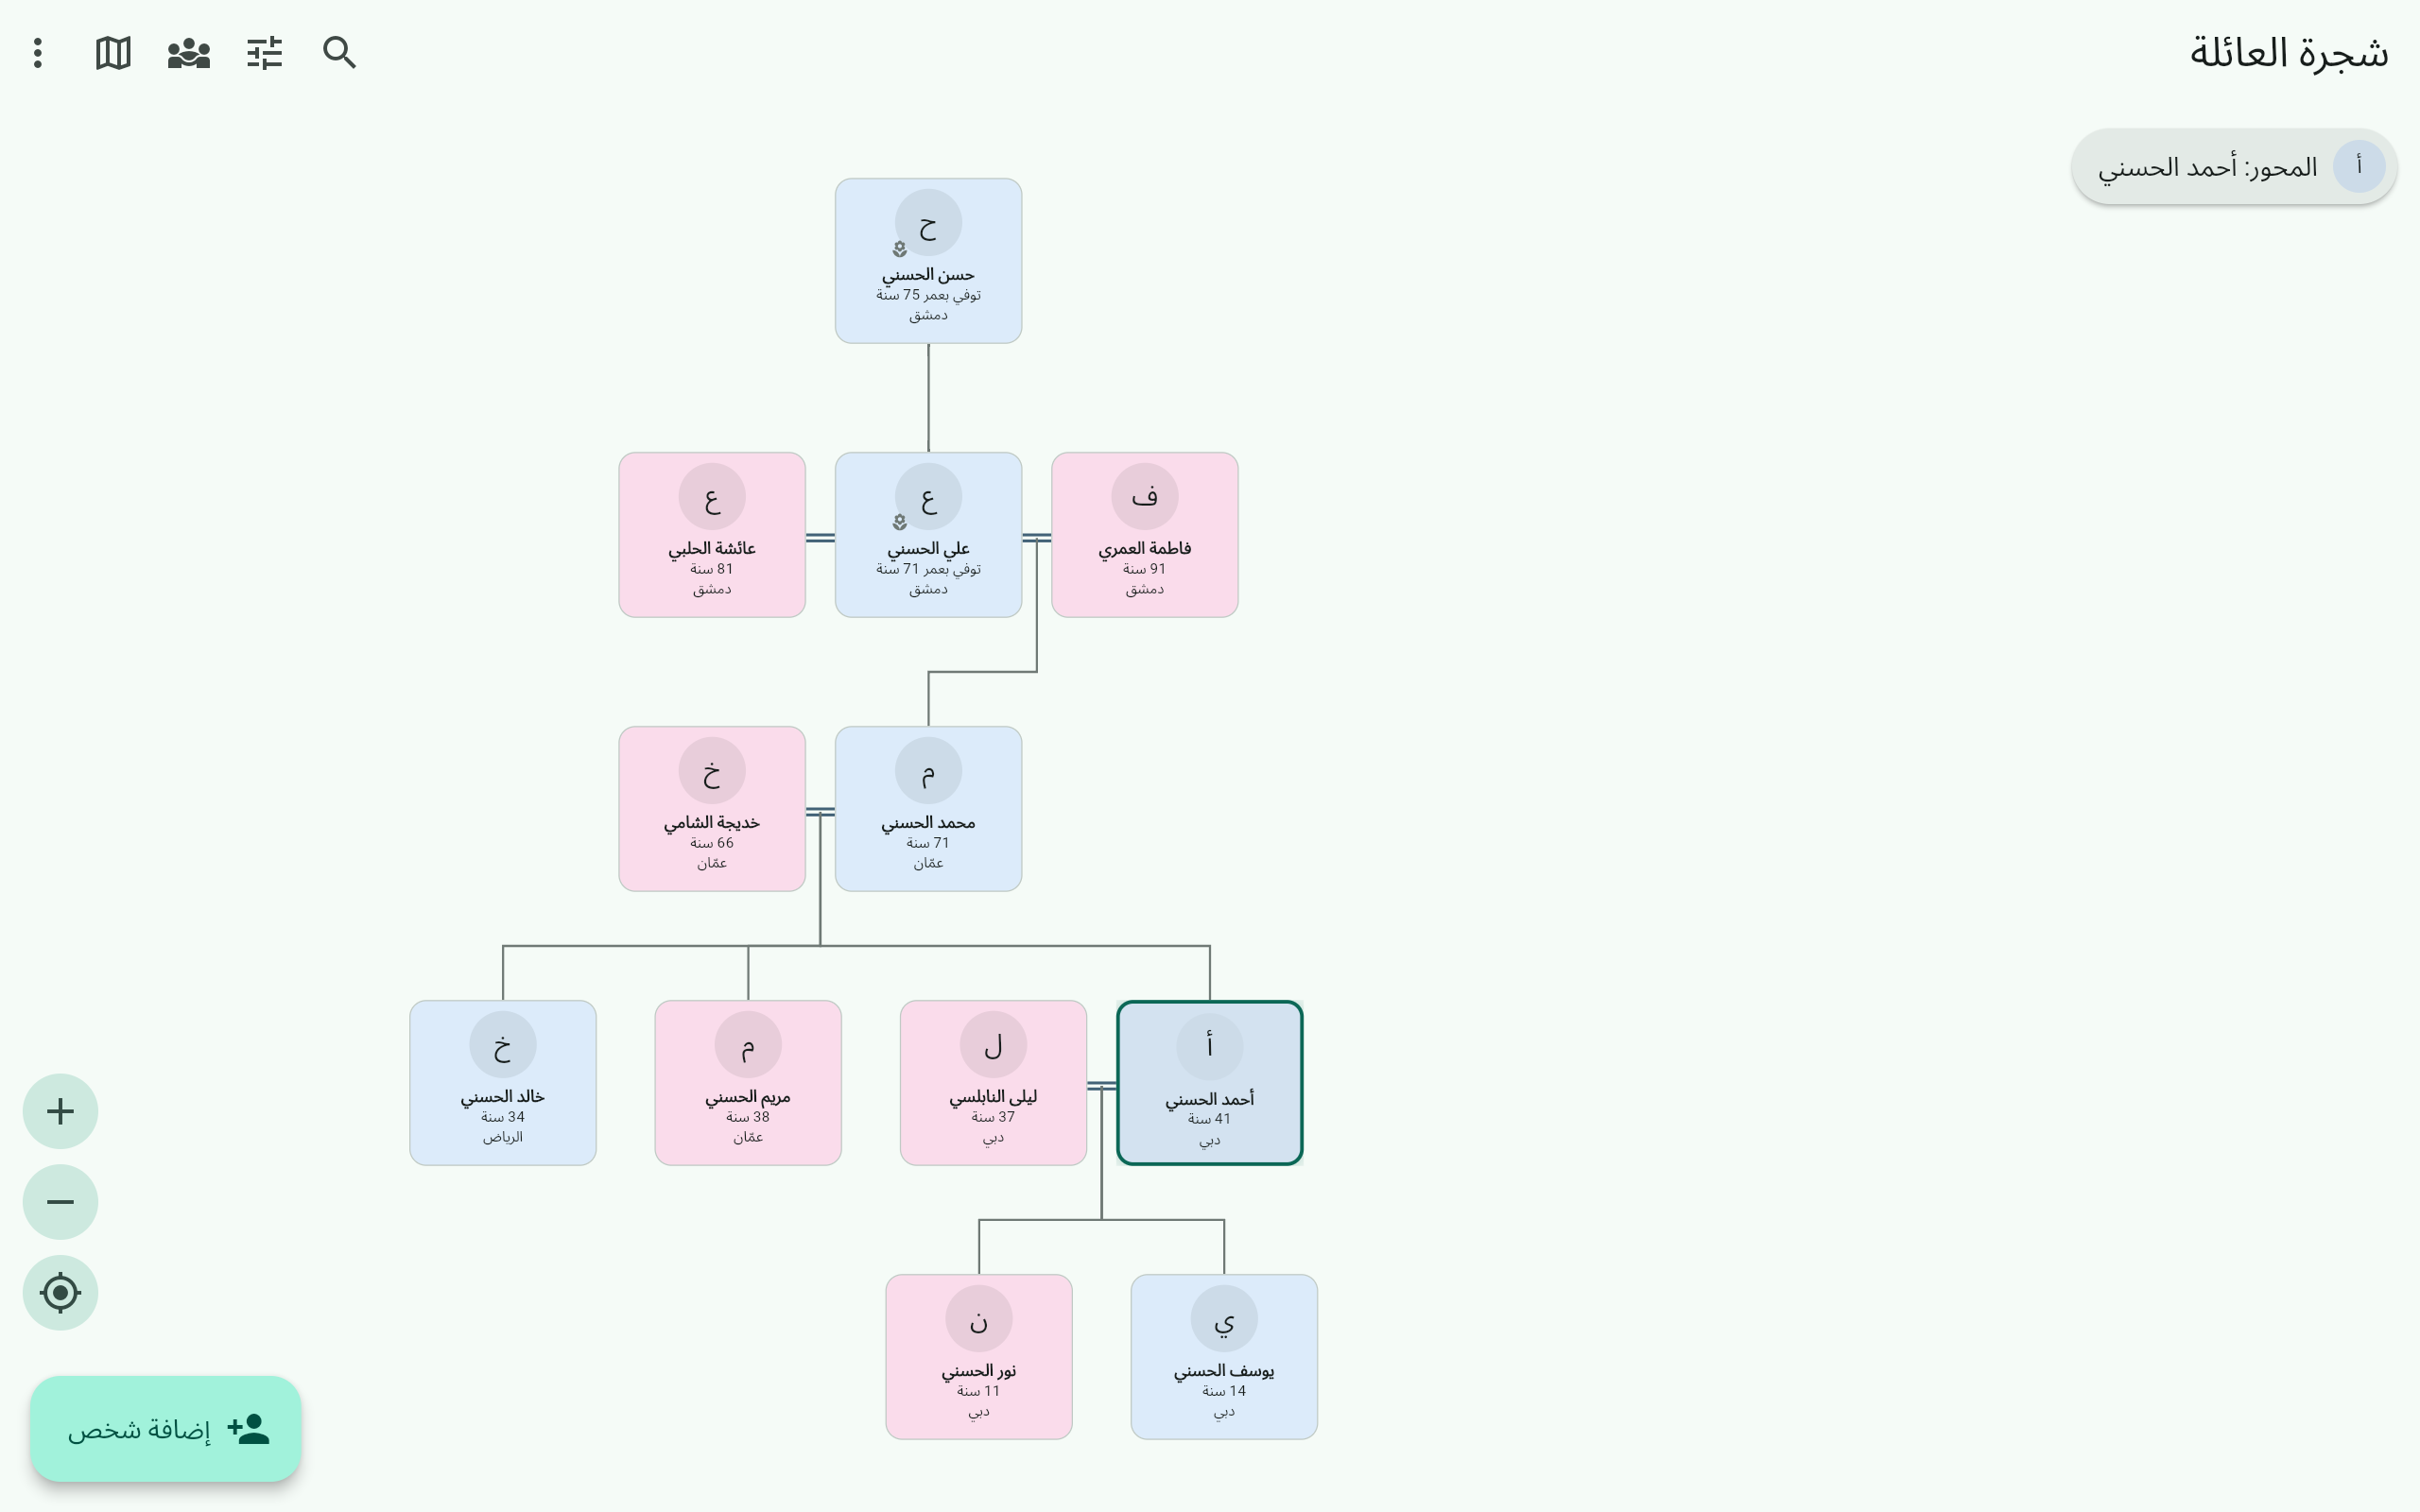 شجرة العائلة
أ
المحور: أحمد الحسني
ح
حسن الحسني
توفي بعمر 75 سنة
دمشق
ف
فاطمة العمري
91 سنة
دمشق
ع
علي الحسني
توفي بعمر 71 سنة
دمشق
ع
عائشة الحلبي
81 سنة
دمشق
م
محمد الحسني
71 سنة
عمّان
خ
خديجة الشامي
66 سنة
عمّان
أ
أحمد الحسني
41 سنة
دبي
ل
ليلى النابلسي
37 سنة
دبي
م
مريم الحسني
38 سنة
عمّان
خ
خالد الحسني
34 سنة
الرياض
ي
يوسف الحسني
14 سنة
دبي
ن
نور الحسني
11 سنة
دبي
إضافة شخص